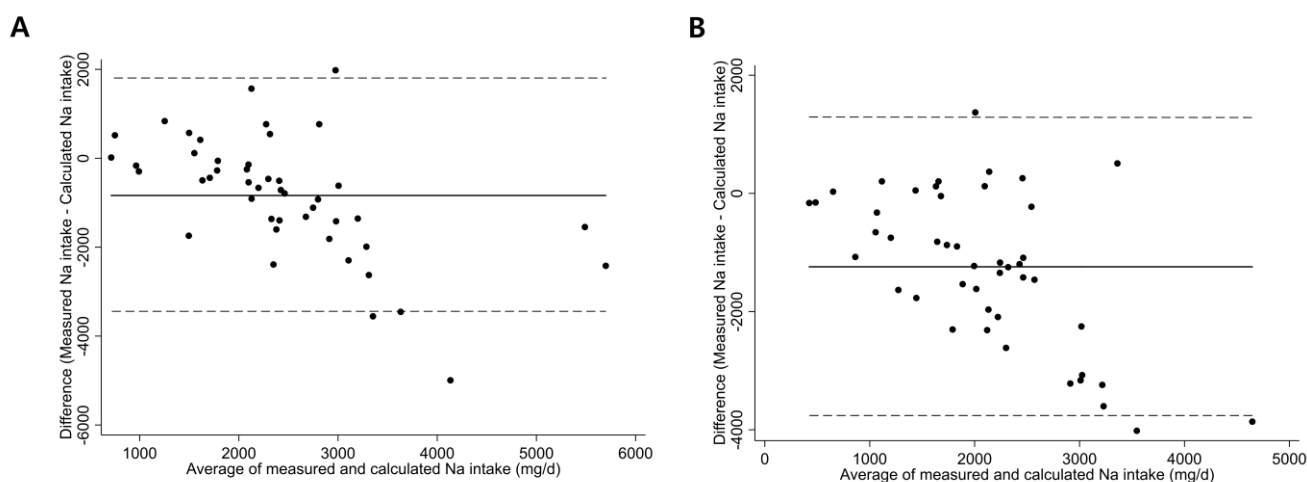 A
Difference (Measured Na intake - Calculated Na intake)
2000
0
-2000
-4000
-6000
1000 2000 3000 4000 5000 6000
Average of measured and calculated Na intake (mg/d)
B
Difference (Measured Na intake - Calculated Na intake)
2000
0
-2000
-4000
0 1000 2000 3000 4000 5000
Average of measured and calculated Na intake (mg/d)